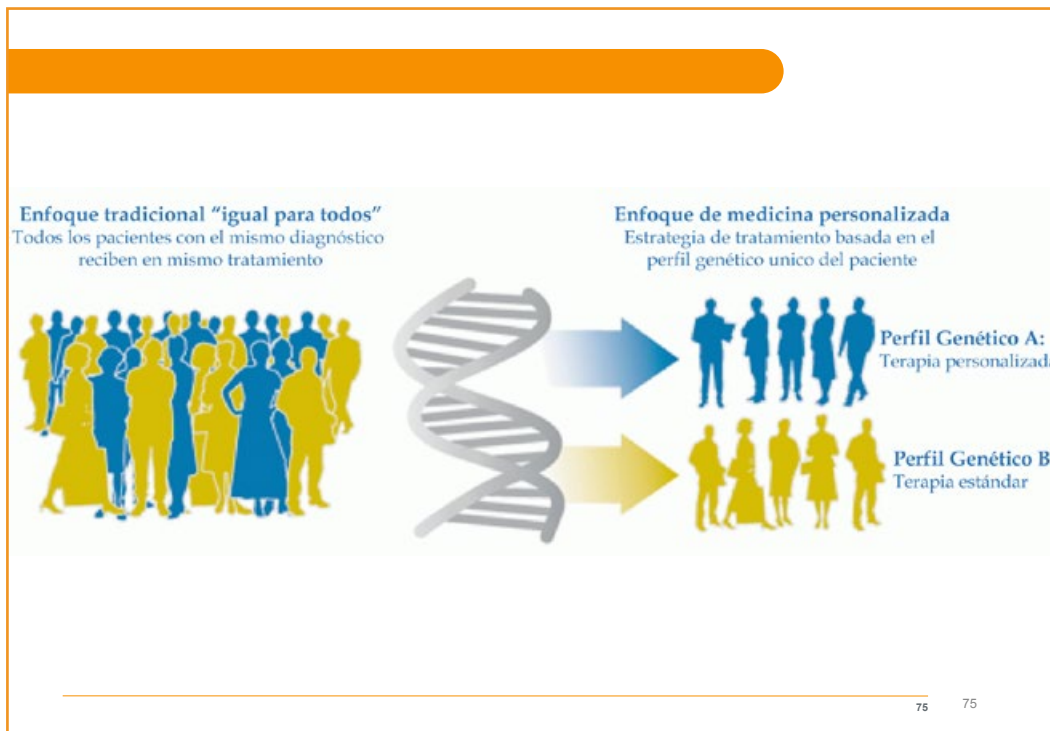 Enfoque tradicional “igual para todos”
Todos los pacientes con el mismo diagnóstico
reciben en mismo tratamiento
Enfoque de medicina personalizada
Estrategia de tratamiento basada en el
perfil genético unico del paciente
Perfil Genético A:
Terapia personalizada
Perfil Genético B
Terapia estándar
75
75